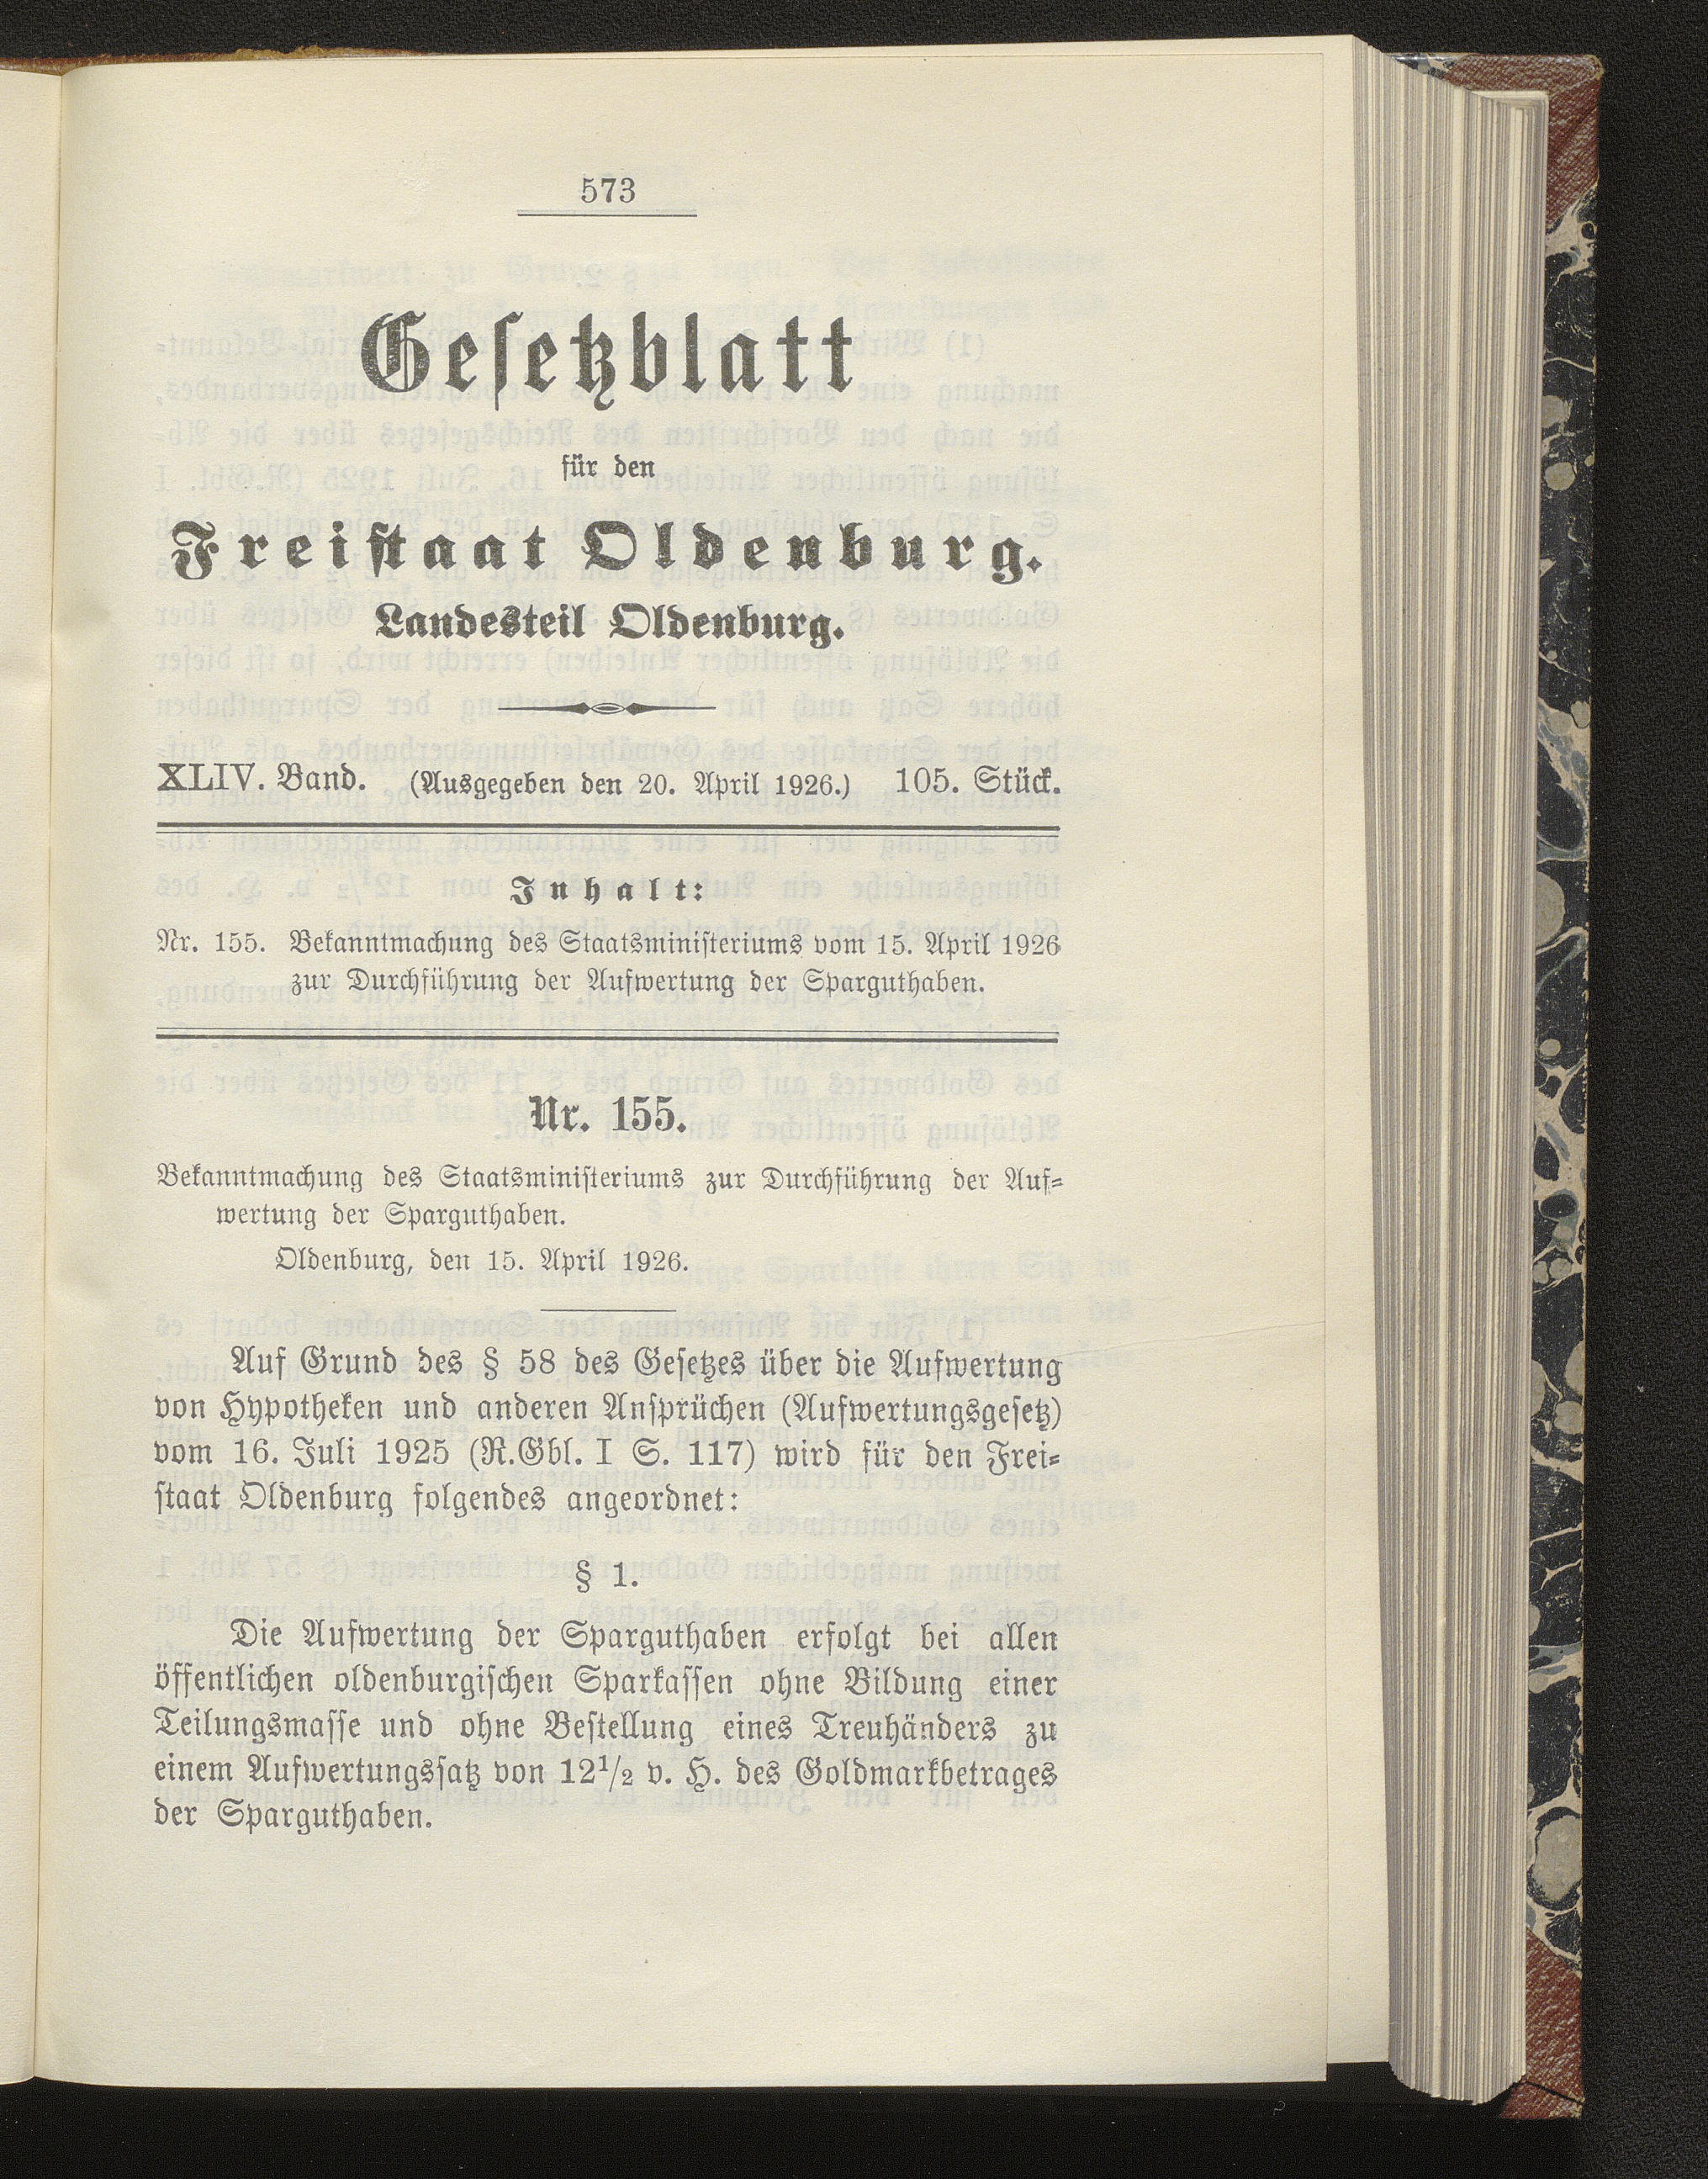 573
Gesetzblatt
für den
Freistaat Oldenburg.
Landesteil Oldenburg.
XLIV. Band. (Ausgegeben den 20. April 1926.) 105. Stück.
Inhalt:
Nr. 155. Bekanntmachung des Staatsministeriums vom 15. April 1926
zur Durchführung der Aufwertung der Sparguthaben.
Nr. 155.
Bekanntmachung des Staatsministeriums zur Durchführung der Auf-
wertung der Sparguthaben.
Oldenburg, den 15. April 1926.
Auf Grund des § 58 des Gesetzes über die Aufwertung
von Hypotheken und anderen Ansprüchen (Aufwertungsgesetz)
vom 16. Juli 1925 (R.Gbl. I S. 117) wird für den Frei-
staat Oldenburg folgendes angeordnet:
§ 1.
Die Aufwertung der Sparguthaben erfolgt bei allen
öffentlichen oldenburgischen Sparkassen ohne Bildung einer
Teilungsmasse und ohne Bestellung eines Treuhänders zu
einem Aufwertungssatz von 12½ v. H. des Goldmarkbetrages
der Sparguthaben.